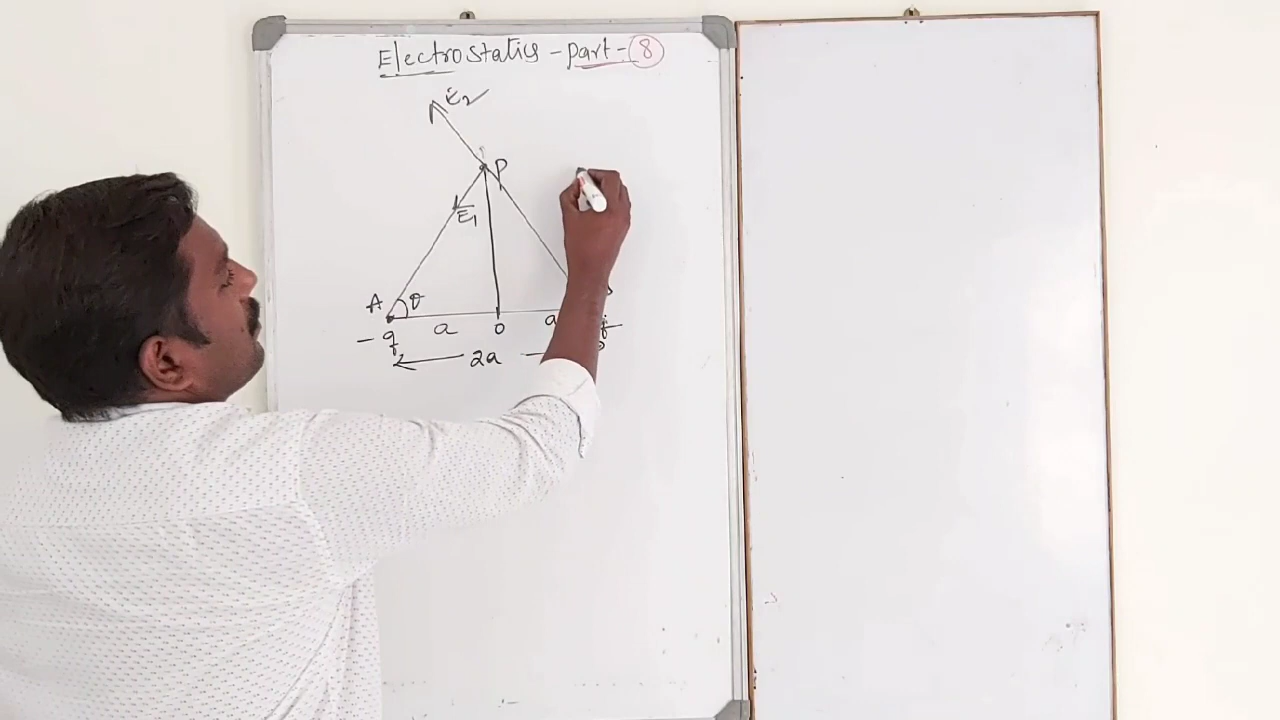 Electrostatics - part - 8
E2
P
E1
A θ
a o a
- q
2a